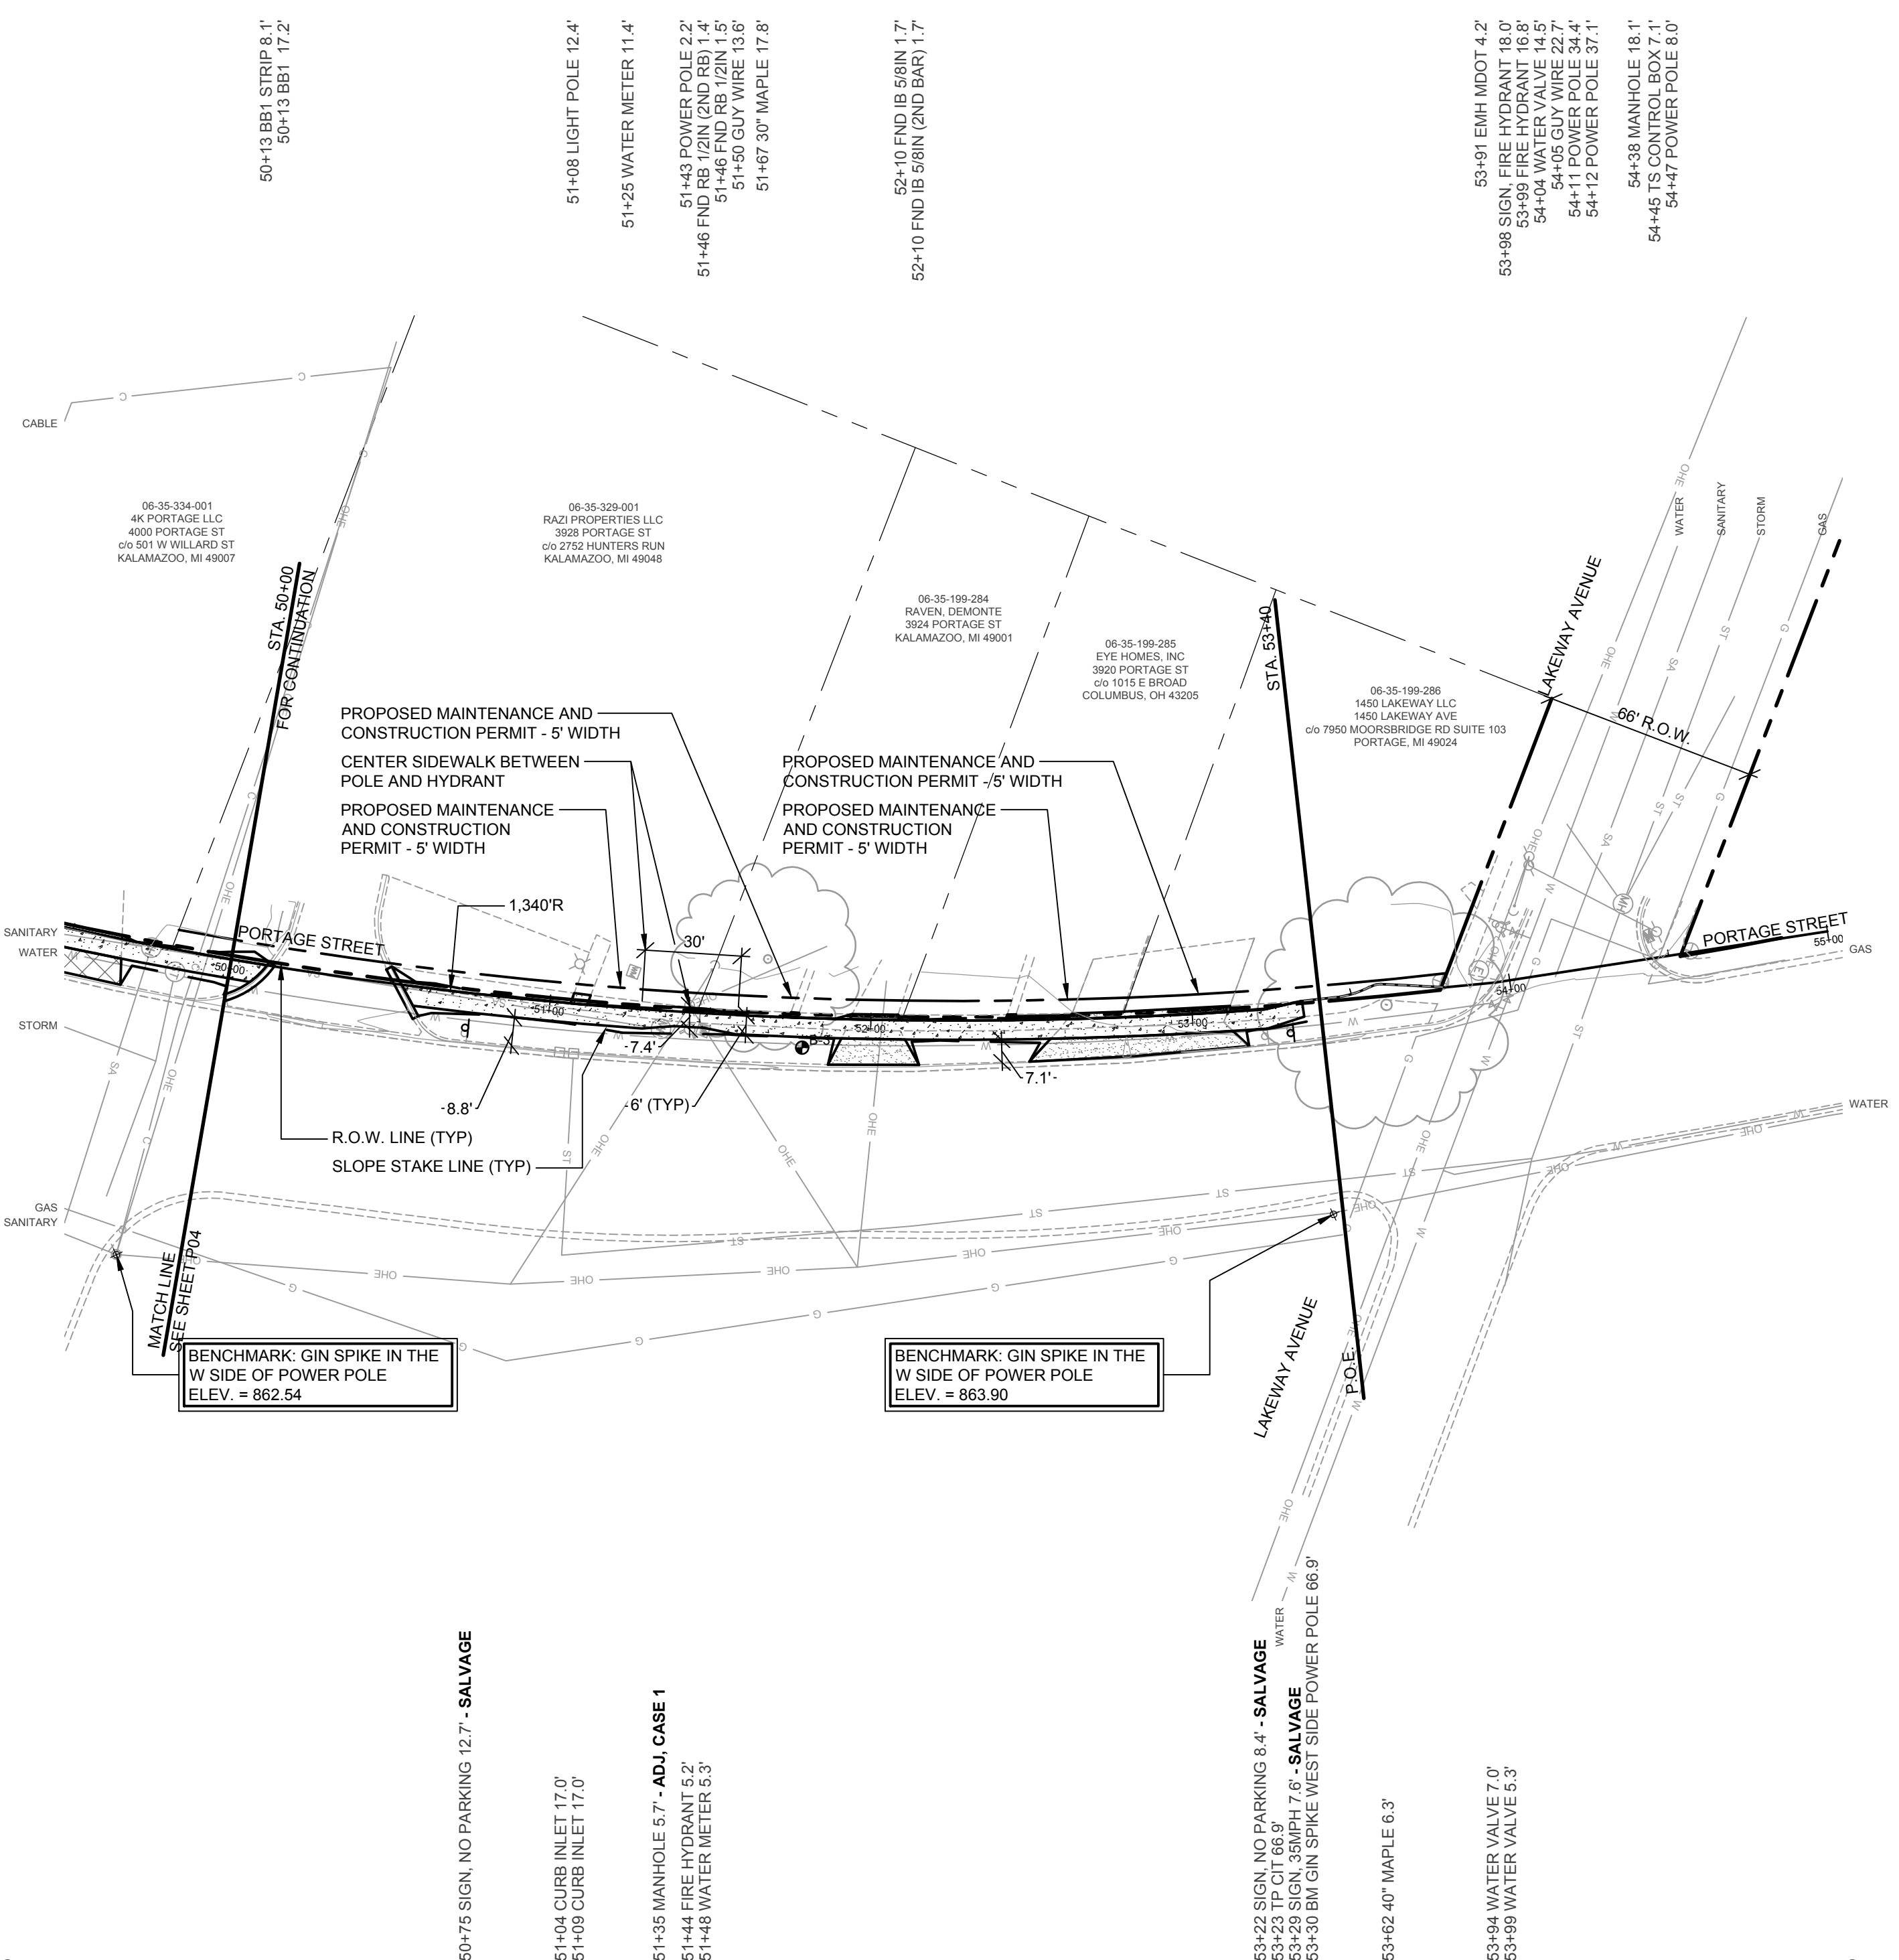 50+13 BB1 STRIP 8.1'
50+13 BB1 17.2'
51+08 LIGHT POLE 12.4'
51+25 WATER METER 11.4'
51+43 POWER POLE 2.2'
51+46 FND RB 1/2IN (2ND RB) 1.4'
51+46 FND RB 1/2IN 1.5'
51+50 GUY WIRE 13.6'
51+67 30" MAPLE 17.8'
52+10 FND IB 5/8IN 1.7'
52+10 FND IB 5/8IN (2ND BAR) 1.7'
53+91 EMH MDOT 4.2'
53+98 SIGN, FIRE HYDRANT 18.0'
53+99 FIRE HYDRANT 16.8'
54+04 WATER VALVE 14.5'
54+05 GUY WIRE 22.7'
54+11 POWER POLE 34.4'
54+12 POWER POLE 37.1'
54+38 MANHOLE 18.1'
54+45 TS CONTROL BOX 7.1'
54+47 POWER POLE 8.0'
CABLE
06-35-334-001
4K PORTAGE LLC
4000 PORTAGE ST
c/o 501 W WILLARD ST
KALAMAZOO, MI 49007
06-35-329-001
RAZI PROPERTIES LLC
3928 PORTAGE ST
c/o 2752 HUNTERS RUN
KALAMAZOO, MI 49048
06-35-199-284
RAVEN, DEMONTE
3924 PORTAGE ST
KALAMAZOO, MI 49001
06-35-199-285
EYE HOMES, INC
3920 PORTAGE ST
c/o 1015 E BROAD
COLUMBUS, OH 43205
06-35-199-286
1450 LAKEWAY LLC
1450 LAKEWAY AVE
c/o 7950 MOORSBRIDGE RD SUITE 103
PORTAGE, MI 49024
WATER
SANITARY
STORM
GAS
STA. 50+00
FOR CONTINUATION
STA. 53+40
LAKEWAY AVENUE
66' R.O.W.
PROPOSED MAINTENANCE AND
CONSTRUCTION PERMIT - 5' WIDTH
CENTER SIDEWALK BETWEEN
POLE AND HYDRANT
PROPOSED MAINTENANCE
AND CONSTRUCTION
PERMIT - 5' WIDTH
PROPOSED MAINTENANCE AND
CONSTRUCTION PERMIT - 5' WIDTH
PROPOSED MAINTENANCE
AND CONSTRUCTION
PERMIT - 5' WIDTH
1,340'R
30'
SANITARY
WATER
PORTAGE STREET
PORTAGE STREET
50+00
51+00
52+00
53+00
54+00
55+00
GAS
STORM
7.4'
B-3
7.1'
8.8'
6' (TYP)
WATER
R.O.W. LINE (TYP)
SLOPE STAKE LINE (TYP)
GAS
SANITARY
MATCH LINE
SEE SHEET P04
BENCHMARK: GIN SPIKE IN THE
W SIDE OF POWER POLE
ELEV. = 862.54
BENCHMARK: GIN SPIKE IN THE
W SIDE OF POWER POLE
ELEV. = 863.90
LAKEWAY AVENUE
P.O.E.
WATER
50+75 SIGN, NO PARKING 12.7' - SALVAGE
51+04 CURB INLET 17.0'
51+09 CURB INLET 17.0'
51+35 MANHOLE 5.7' - ADJ, CASE 1
51+44 FIRE HYDRANT 5.2'
51+48 WATER METER 5.3'
53+22 SIGN, NO PARKING 8.4' - SALVAGE
53+23 TP CIT 66.9'
53+29 SIGN, 35MPH 7.6' - SALVAGE
53+30 BM GIN SPIKE WEST SIDE POWER POLE 66.9'
53+62 40" MAPLE 6.3'
53+94 WATER VALVE 7.0'
53+99 WATER VALVE 5.3'